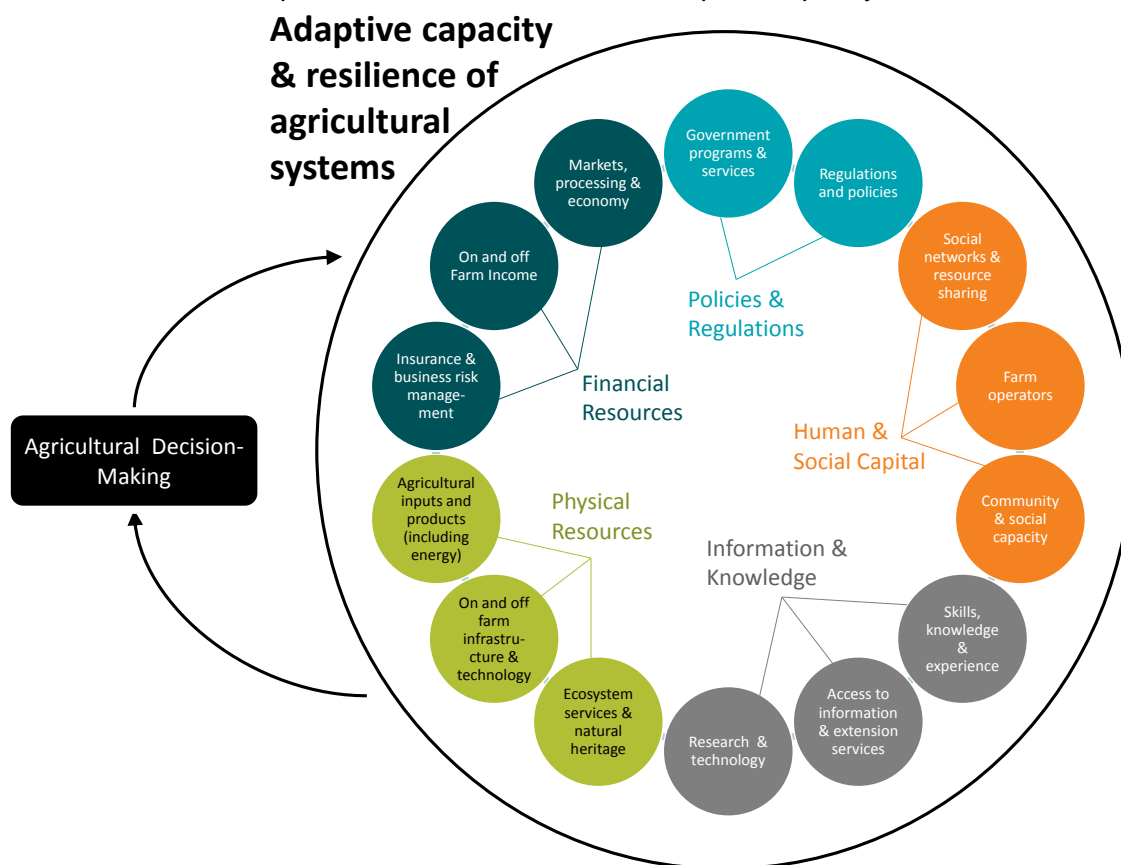 Adaptive capacity
& resilience of
agricultural
systems
Government
programs &
services
Regulations
and policies
Markets,
processing &
economy
Social
networks &
resource
sharing
On and off
Farm Income
Policies &
Regulations
Farm
operators
Insurance &
business risk
manage-
ment
Financial
Resources
Human &
Social Capital
Agricultural Decision-
Making
Agricultural
inputs and
products
(including
energy)
Physical
Resources
Community
& social
capacity
Information &
Knowledge
On and off
farm
infrastru-
cture &
technology
Skills,
knowledge
&
experience
Ecosystem
services &
natural
heritage
Research &
technology
Access to
information
& extension
services